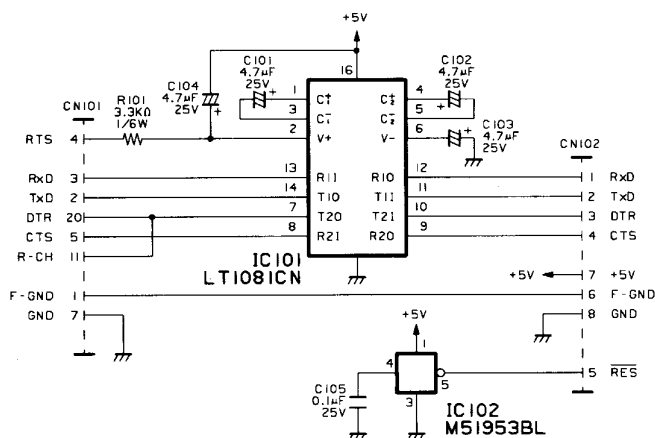 +5V
C101
4.7µF
25V
C102
4.7µF
25V
C104
4.7µF
25V
R101
3.3KΩ
1/6W
CN101
16
1 C1+
3 C1-
2 V+
4 C2+
5 C2-
6 V-
C103
4.7µF
25V
CN102
RTS 4
RxD 3 13 R1I R1O 12 1 RxD
TxD 2 14 T1O T1I 11 2 TxD
DTR 20 7 T2O T2I 10 3 DTR
CTS 5 8 R2I R2O 9 4 CTS
R-CH 11
IC101
LT1081CN
+5V 7 +5V
F-GND 1 6 F-GND
GND 7 8 GND
+5V
1
4
5
3
5 RES
C105
0.1µF
25V
IC102
M51953BL